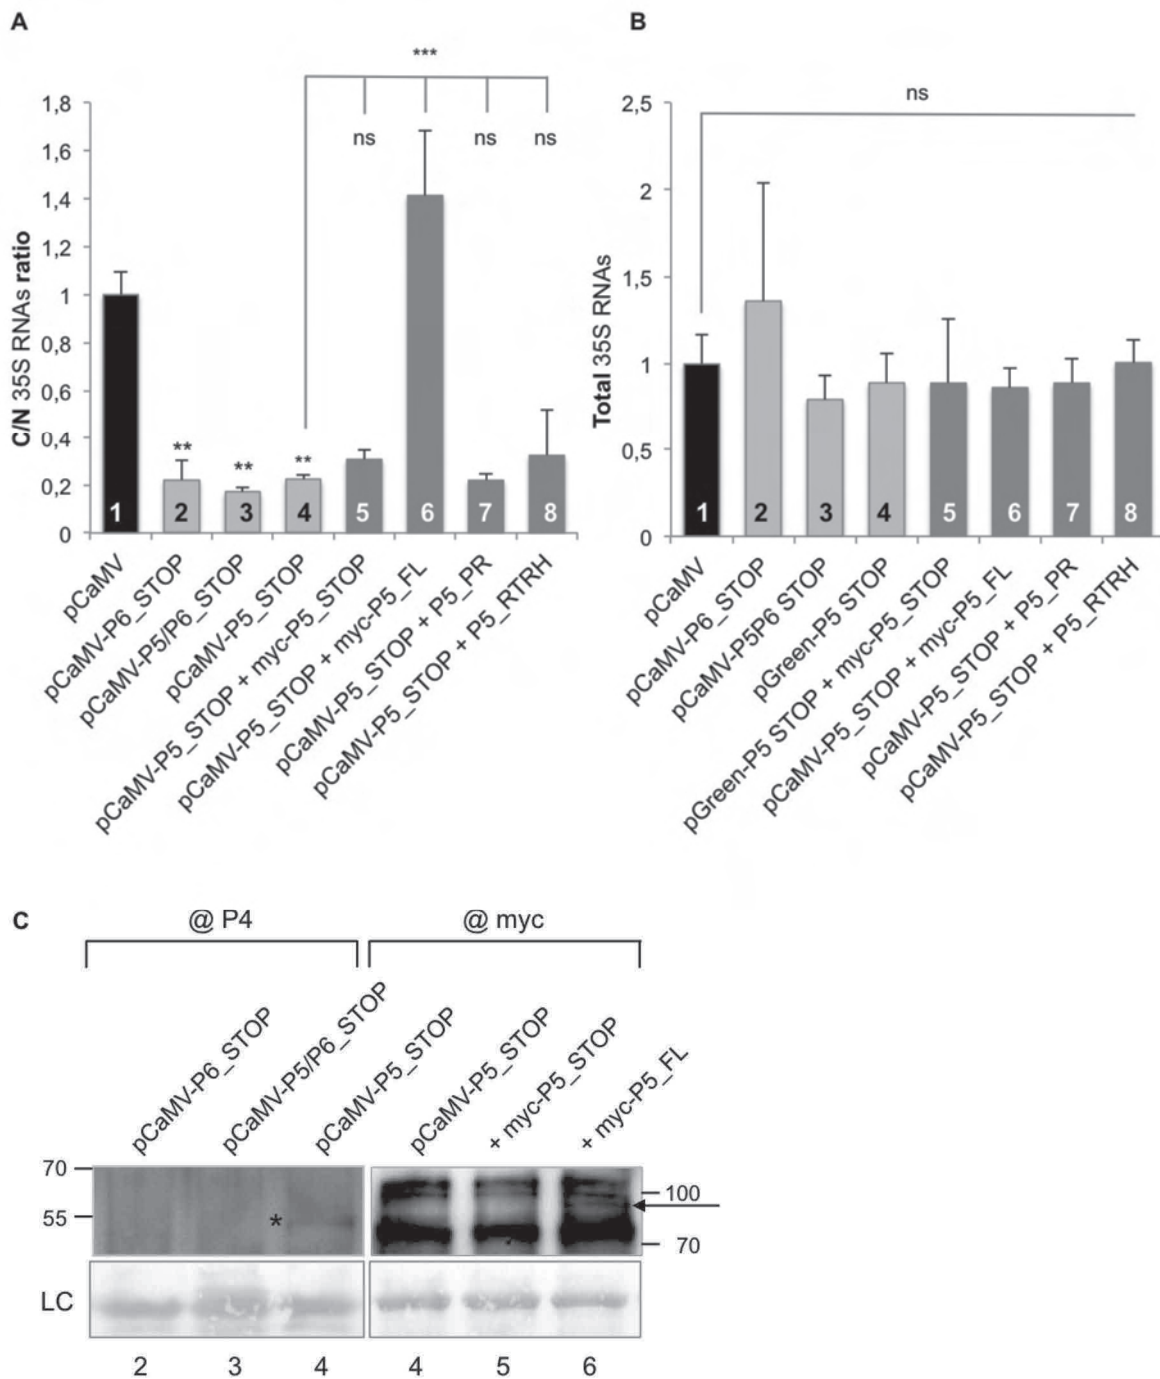 A
***
ns
ns
ns
C/N 35S RNAs ratio
1,8
1,6
1,4
1,2
1
0,8
0,6
0,4
0,2
0
**
**
**
1
2
3
4
5
6
7
8
pCaMV
pCaMV-P6_STOP
pCaMV-P5/P6_STOP
pCaMV-P5_STOP
pCaMV-P5_STOP + myc-P5_STOP
pCaMV-P5_STOP + myc-P5_FL
pCaMV-P5_STOP + P5_PR
pCaMV-P5_STOP + P5_RTRH
B
ns
Total 35S RNAs
2,5
2
1,5
1
0,5
0
1
2
3
4
5
6
7
8
pCaMV
pCaMV-P6_STOP
pCaMV-P5P6 STOP
pGreen-P5 STOP
pGreen-P5 STOP + myc-P5_STOP
pCaMV-P5_STOP + myc-P5_FL
pCaMV-P5_STOP + P5_PR
pCaMV-P5_STOP + P5_RTRH
C
@ P4
@ myc
pCaMV-P6_STOP
pCaMV-P5/P6_STOP
pCaMV-P5_STOP
pCaMV-P5_STOP
+ myc-P5_STOP
+ myc-P5_FL
70
55
*
100
70
LC
2
3
4
4
5
6